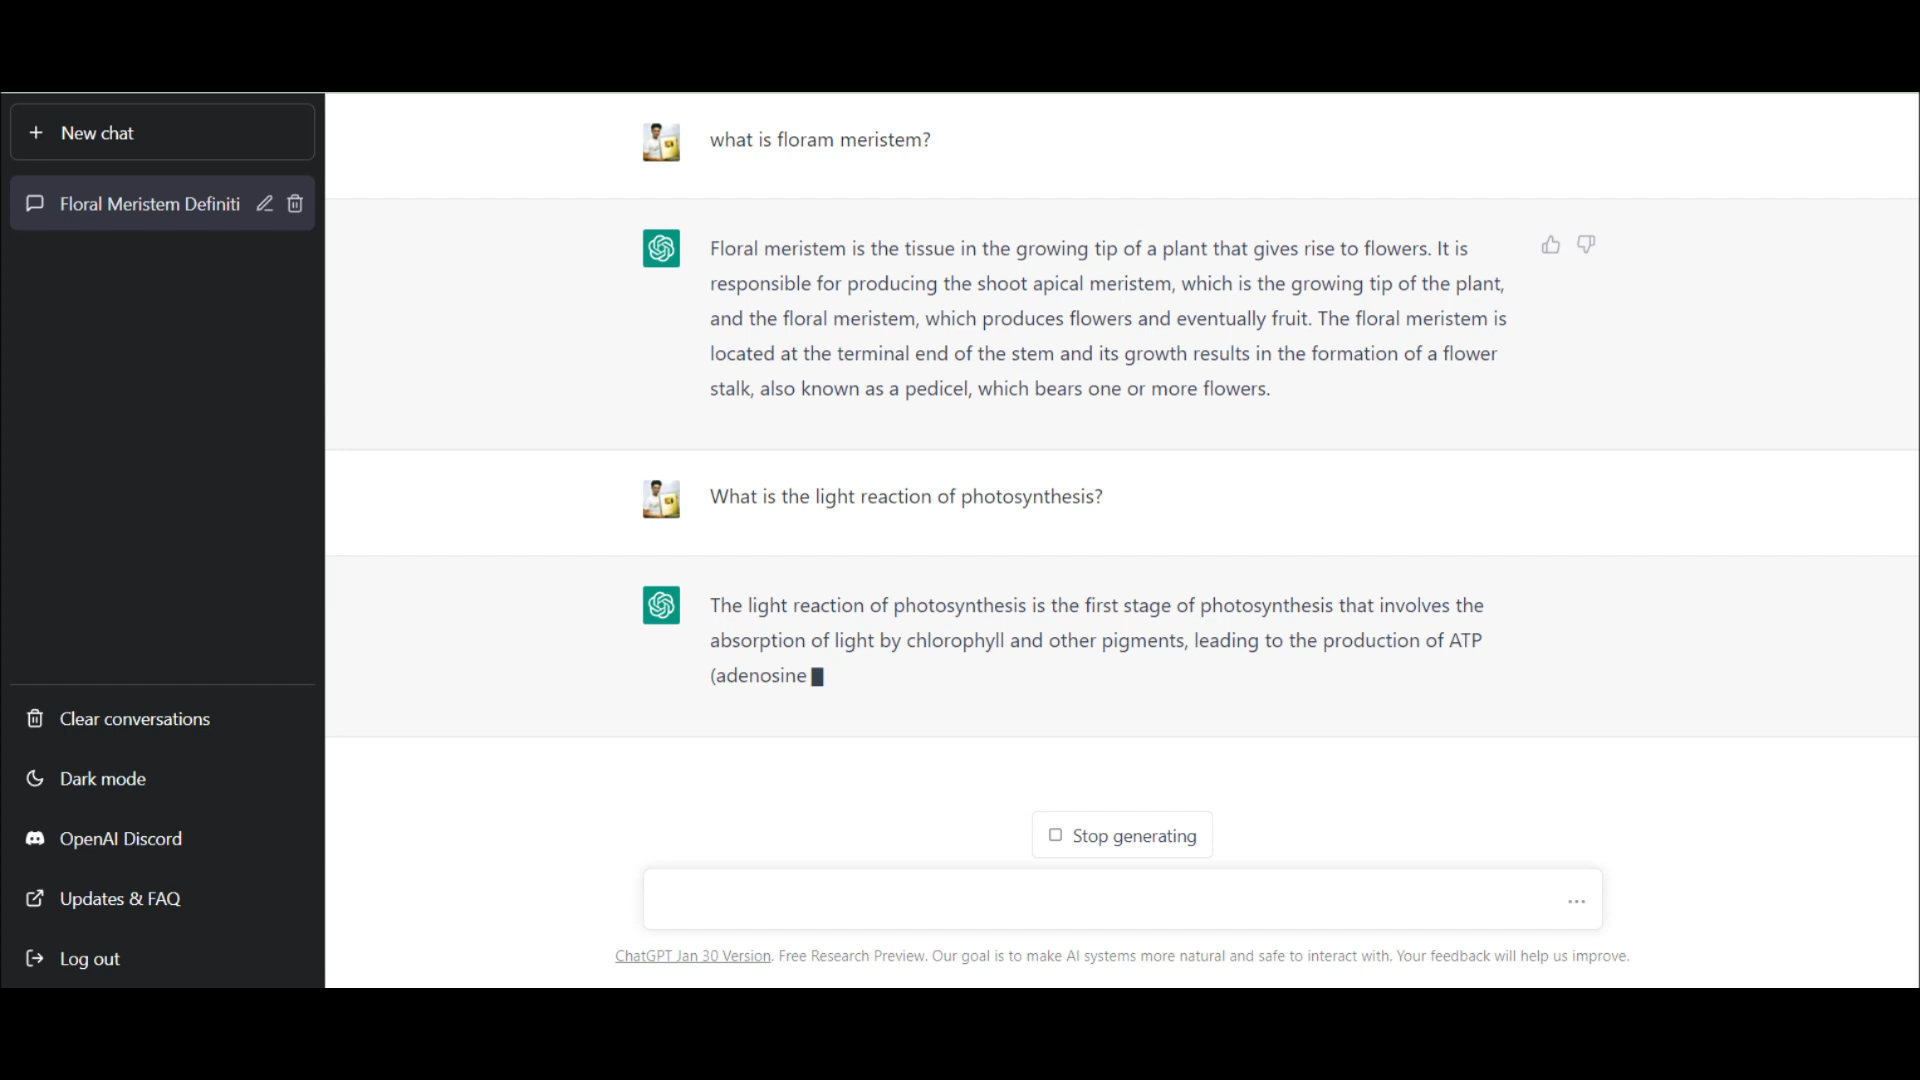 New chat
Floral Meristem Definiti
Clear conversations
Dark mode
OpenAI Discord
Updates & FAQ
Log out
what is floram meristem?
Floral meristem is the tissue in the growing tip of a plant that gives rise to flowers. It is
responsible for producing the shoot apical meristem, which is the growing tip of the plant,
and the floral meristem, which produces flowers and eventually fruit. The floral meristem is
located at the terminal end of the stem and its growth results in the formation of a flower
stalk, also known as a pedicel, which bears one or more flowers.
What is the light reaction of photosynthesis?
The light reaction of photosynthesis is the first stage of photosynthesis that involves the
absorption of light by chlorophyll and other pigments, leading to the production of ATP
(adenosine
Stop generating
ChatGPT Jan 30 Version. Free Research Preview. Our goal is to make AI systems more natural and safe to interact with. Your feedback will help us improve.